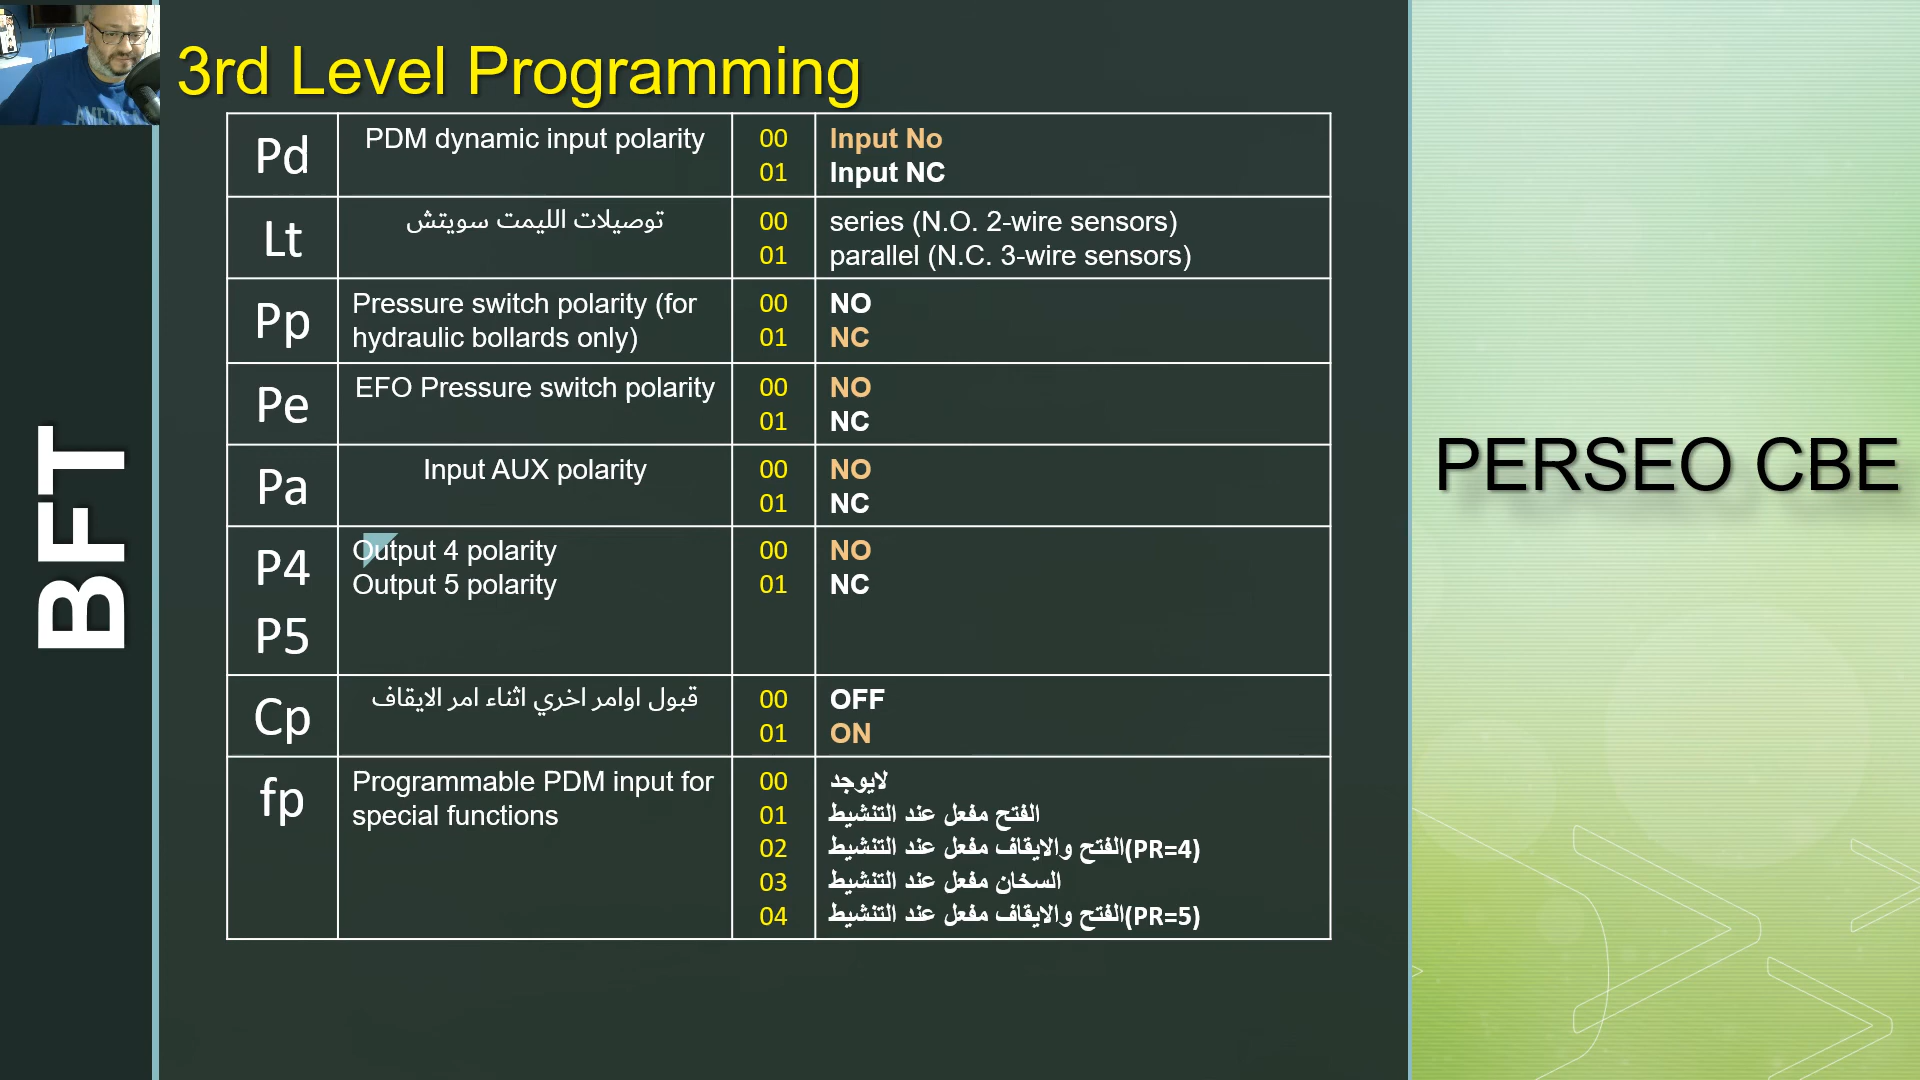 3rd Level Programming
Pd
PDM dynamic input polarity
00
01
Input No
Input NC
Lt
توصيلات الليمت سويتش
00
01
series (N.O. 2-wire sensors)
parallel (N.C. 3-wire sensors)
Pp
Pressure switch polarity (for
hydraulic bollards only)
00
01
NO
NC
Pe
EFO Pressure switch polarity
00
01
NO
NC
Pa
Input AUX polarity
00
01
NO
NC
P4
P5
Output 4 polarity
Output 5 polarity
00
01
NO
NC
Cp
قبول اوامر اخري اثناء امر الايقاف
00
01
OFF
ON
fp
Programmable PDM input for
special functions
00
01
02
03
04
لايوجد
الفتح مفعل عند التنشيط
الفتح والايقاف مفعل عند التنشيط(PR=4)
السخان مفعل عند التنشيط
الفتح والايقاف مفعل عند التنشيط(PR=5)
BFT
PERSEO CBE